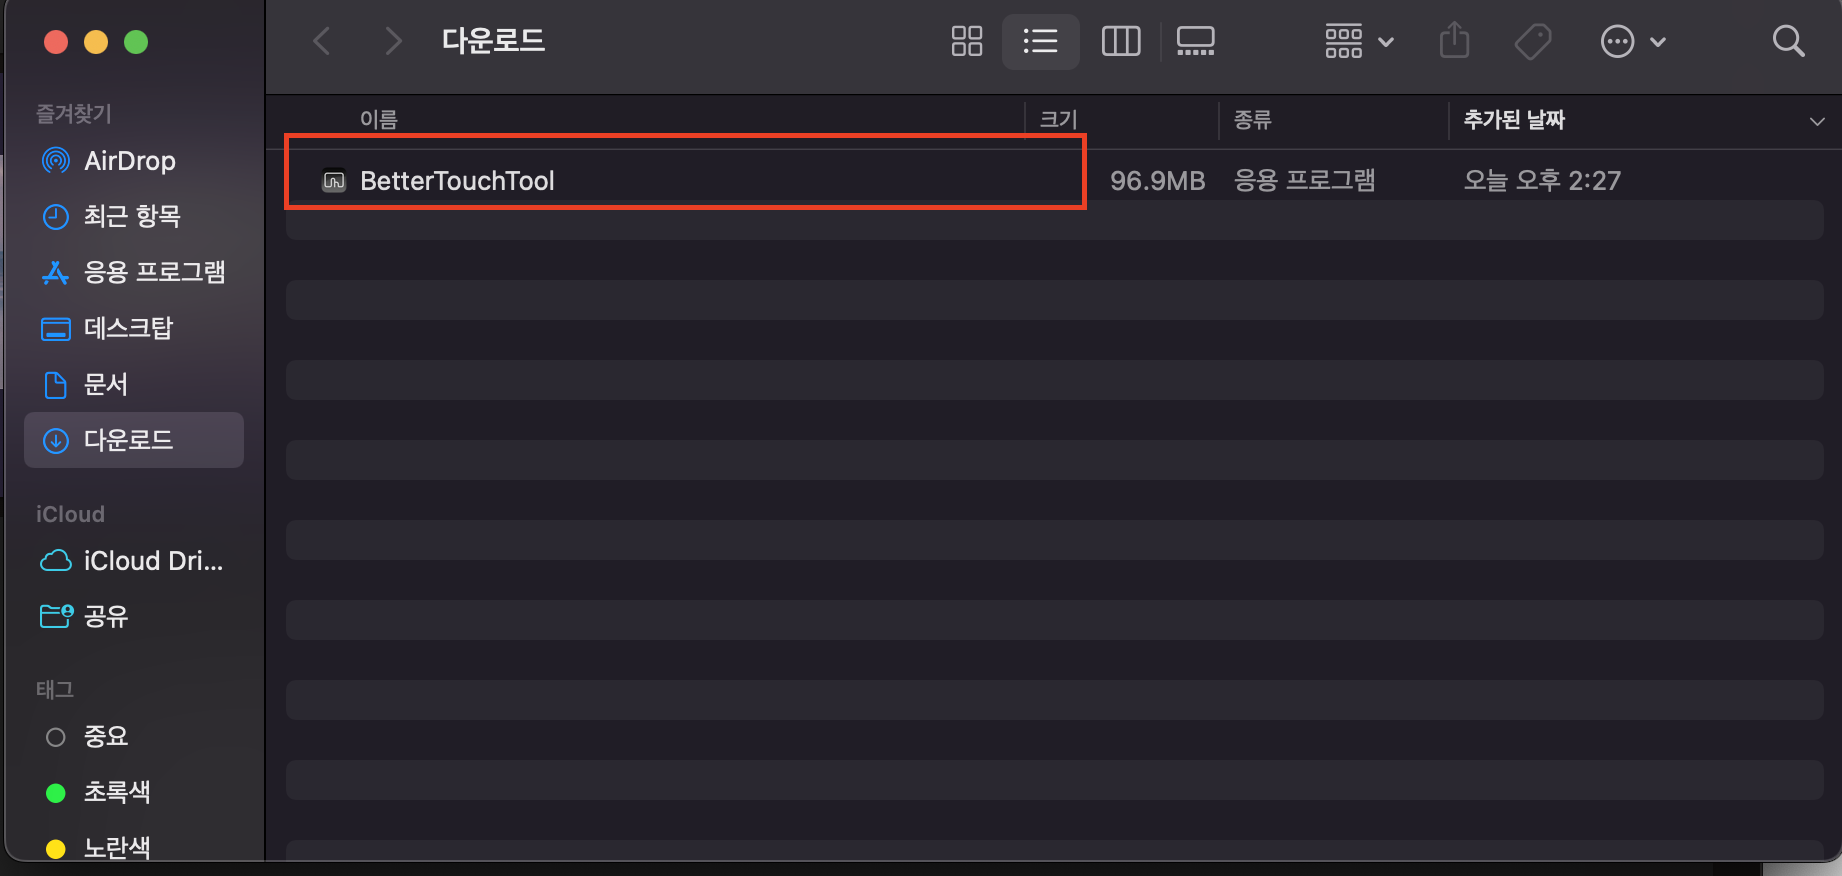 다운로드
즐겨찾기
AirDrop
최근 항목
응용 프로그램
데스크탑
문서
다운로드
iCloud
iCloud Dri...
공유
태그
중요
초록색
노란색
이름 크기 종류 추가된 날짜
BetterTouchTool 96.9MB 응용 프로그램 오늘 오후 2:27